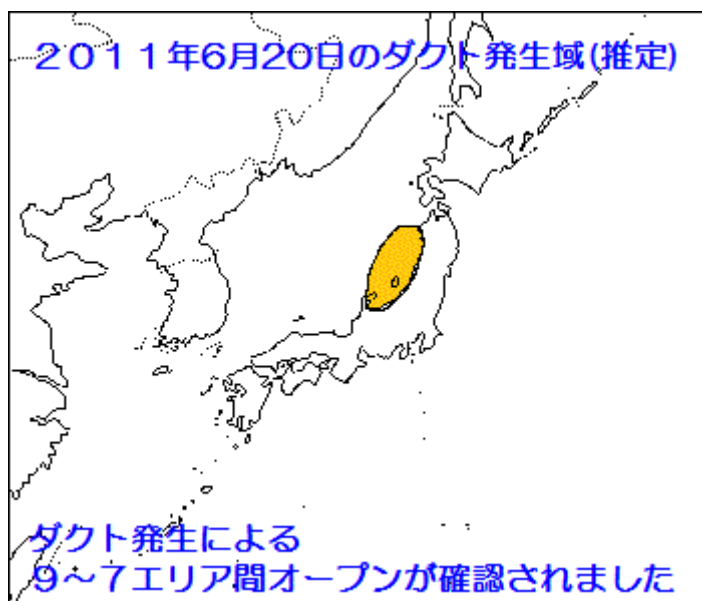 ２０１１年6月20日のダクト発生域(推定)
ダクト発生による
９～７エリア間オープンが確認されました